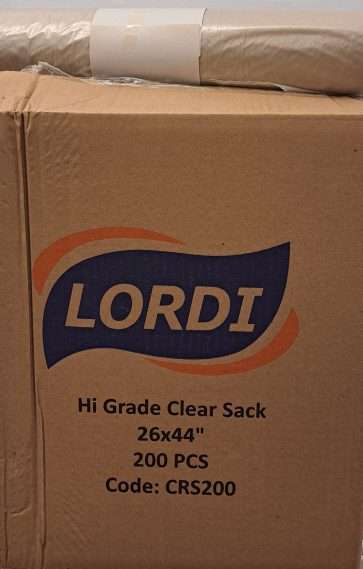 LORDI
Hi Grade Clear Sack
26x44"
200 PCS
Code: CRS200